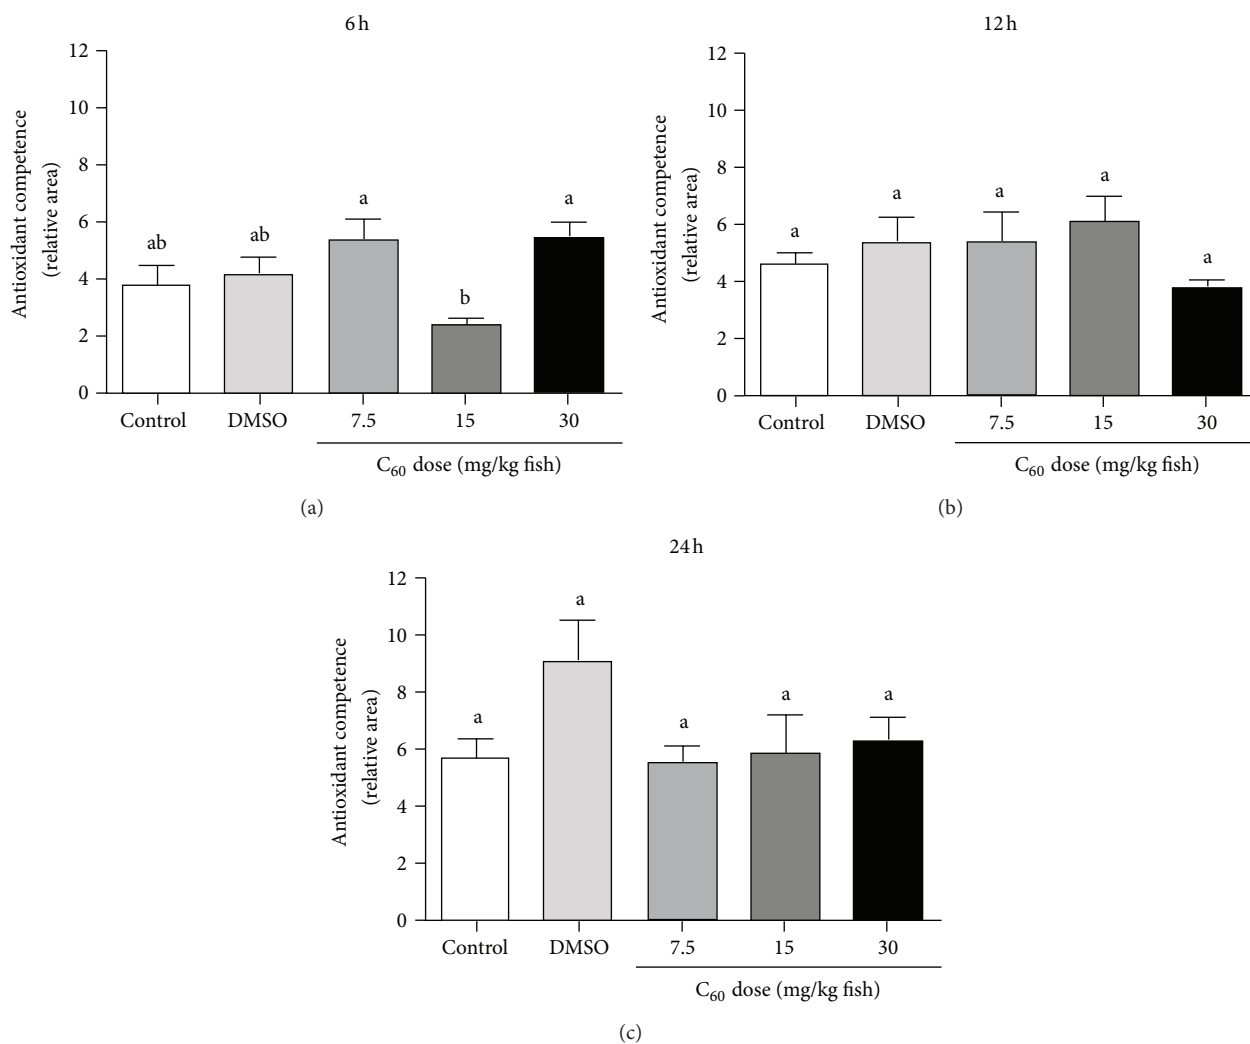 6 h
12
10
8
6
4
2
0
Antioxidant competence
(relative area)
ab
ab
a
b
a
Control DMSO 7.5 15 30
C60 dose (mg/kg fish)
(a)
12 h
12
10
8
6
4
2
0
Antioxidant competence
(relative area)
a
a
a
a
a
Control DMSO 7.5 15 30
C60 dose (mg/kg fish)
(b)
24 h
12
10
8
6
4
2
0
Antioxidant competence
(relative area)
a
a
a
a
a
Control DMSO 7.5 15 30
C60 dose (mg/kg fish)
(c)